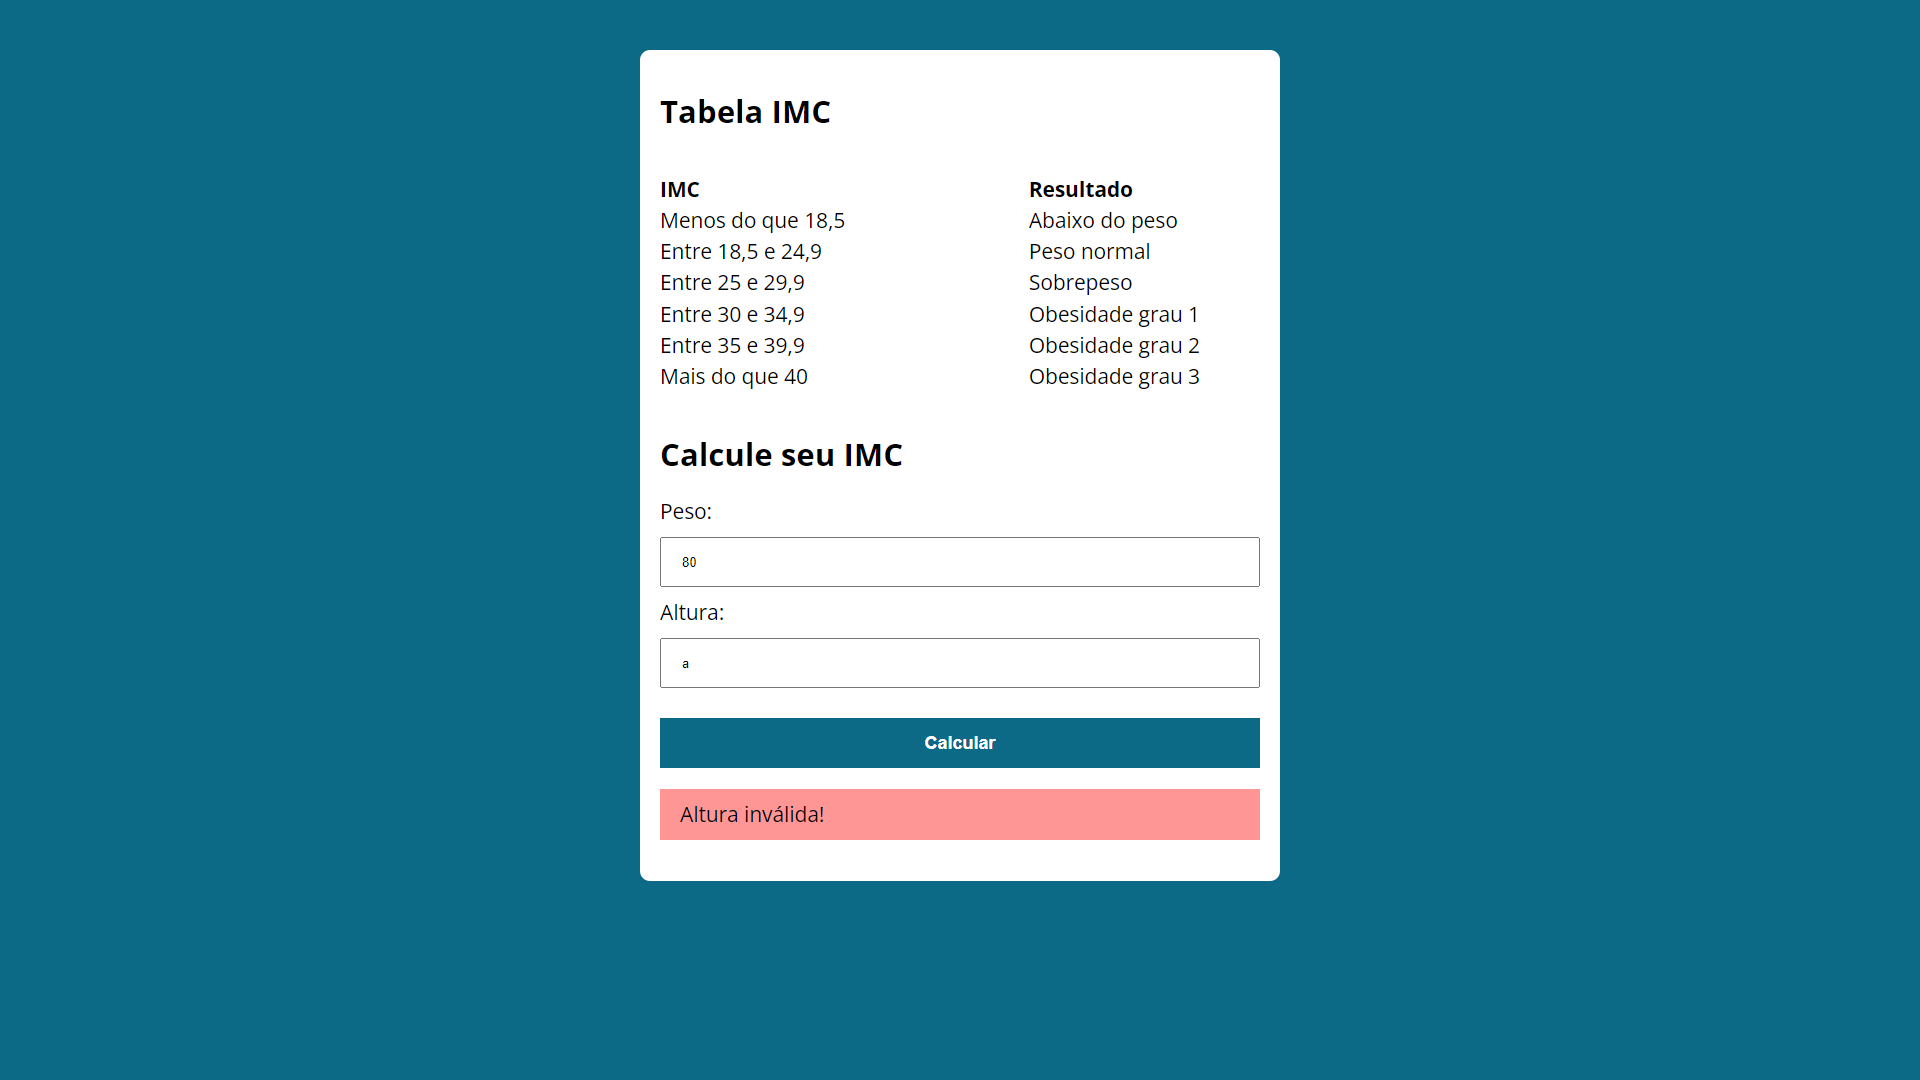 Tabela IMC
IMC Resultado
Menos do que 18,5 Abaixo do peso
Entre 18,5 e 24,9 Peso normal
Entre 25 e 29,9 Sobrepeso
Entre 30 e 34,9 Obesidade grau 1
Entre 35 e 39,9 Obesidade grau 2
Mais do que 40 Obesidade grau 3
Calcule seu IMC
Peso:
80
Altura:
a
Calcular
Altura inválida!